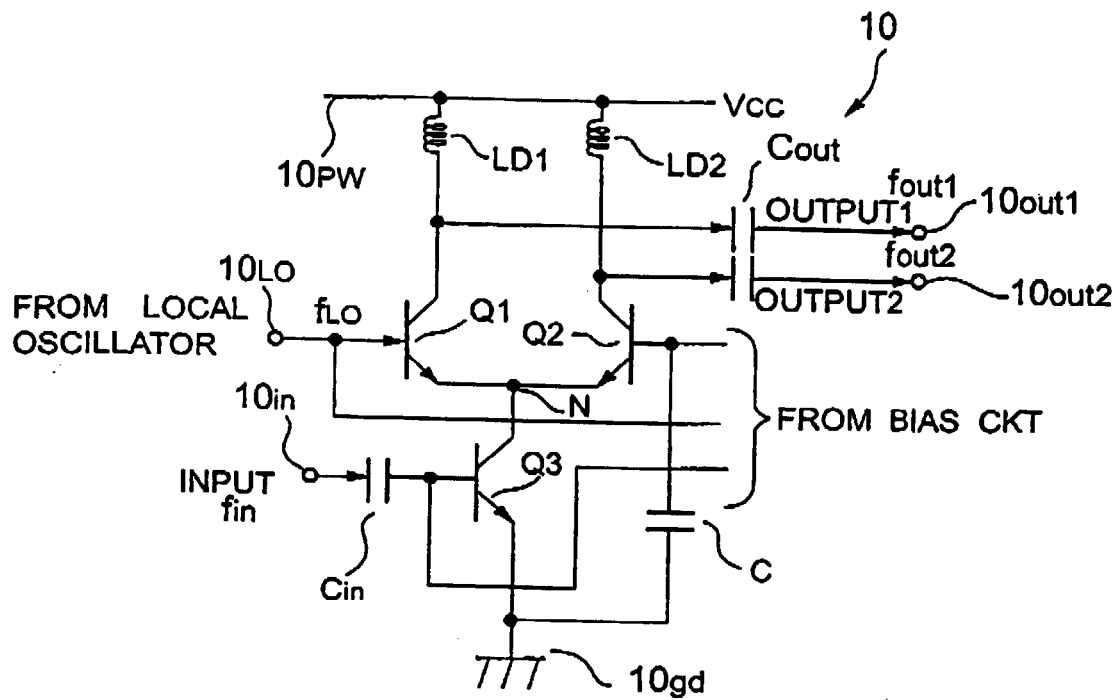 10
Vcc
LD1
LD2
Cout
10PW
fout1
OUTPUT1
10out1
fout2
10LO
OUTPUT2
10out2
FROM LOCAL
OSCILLATOR
fLO
Q1
Q2
10in
N
FROM BIAS CKT
INPUT
fin
Q3
Cin
C
10gd